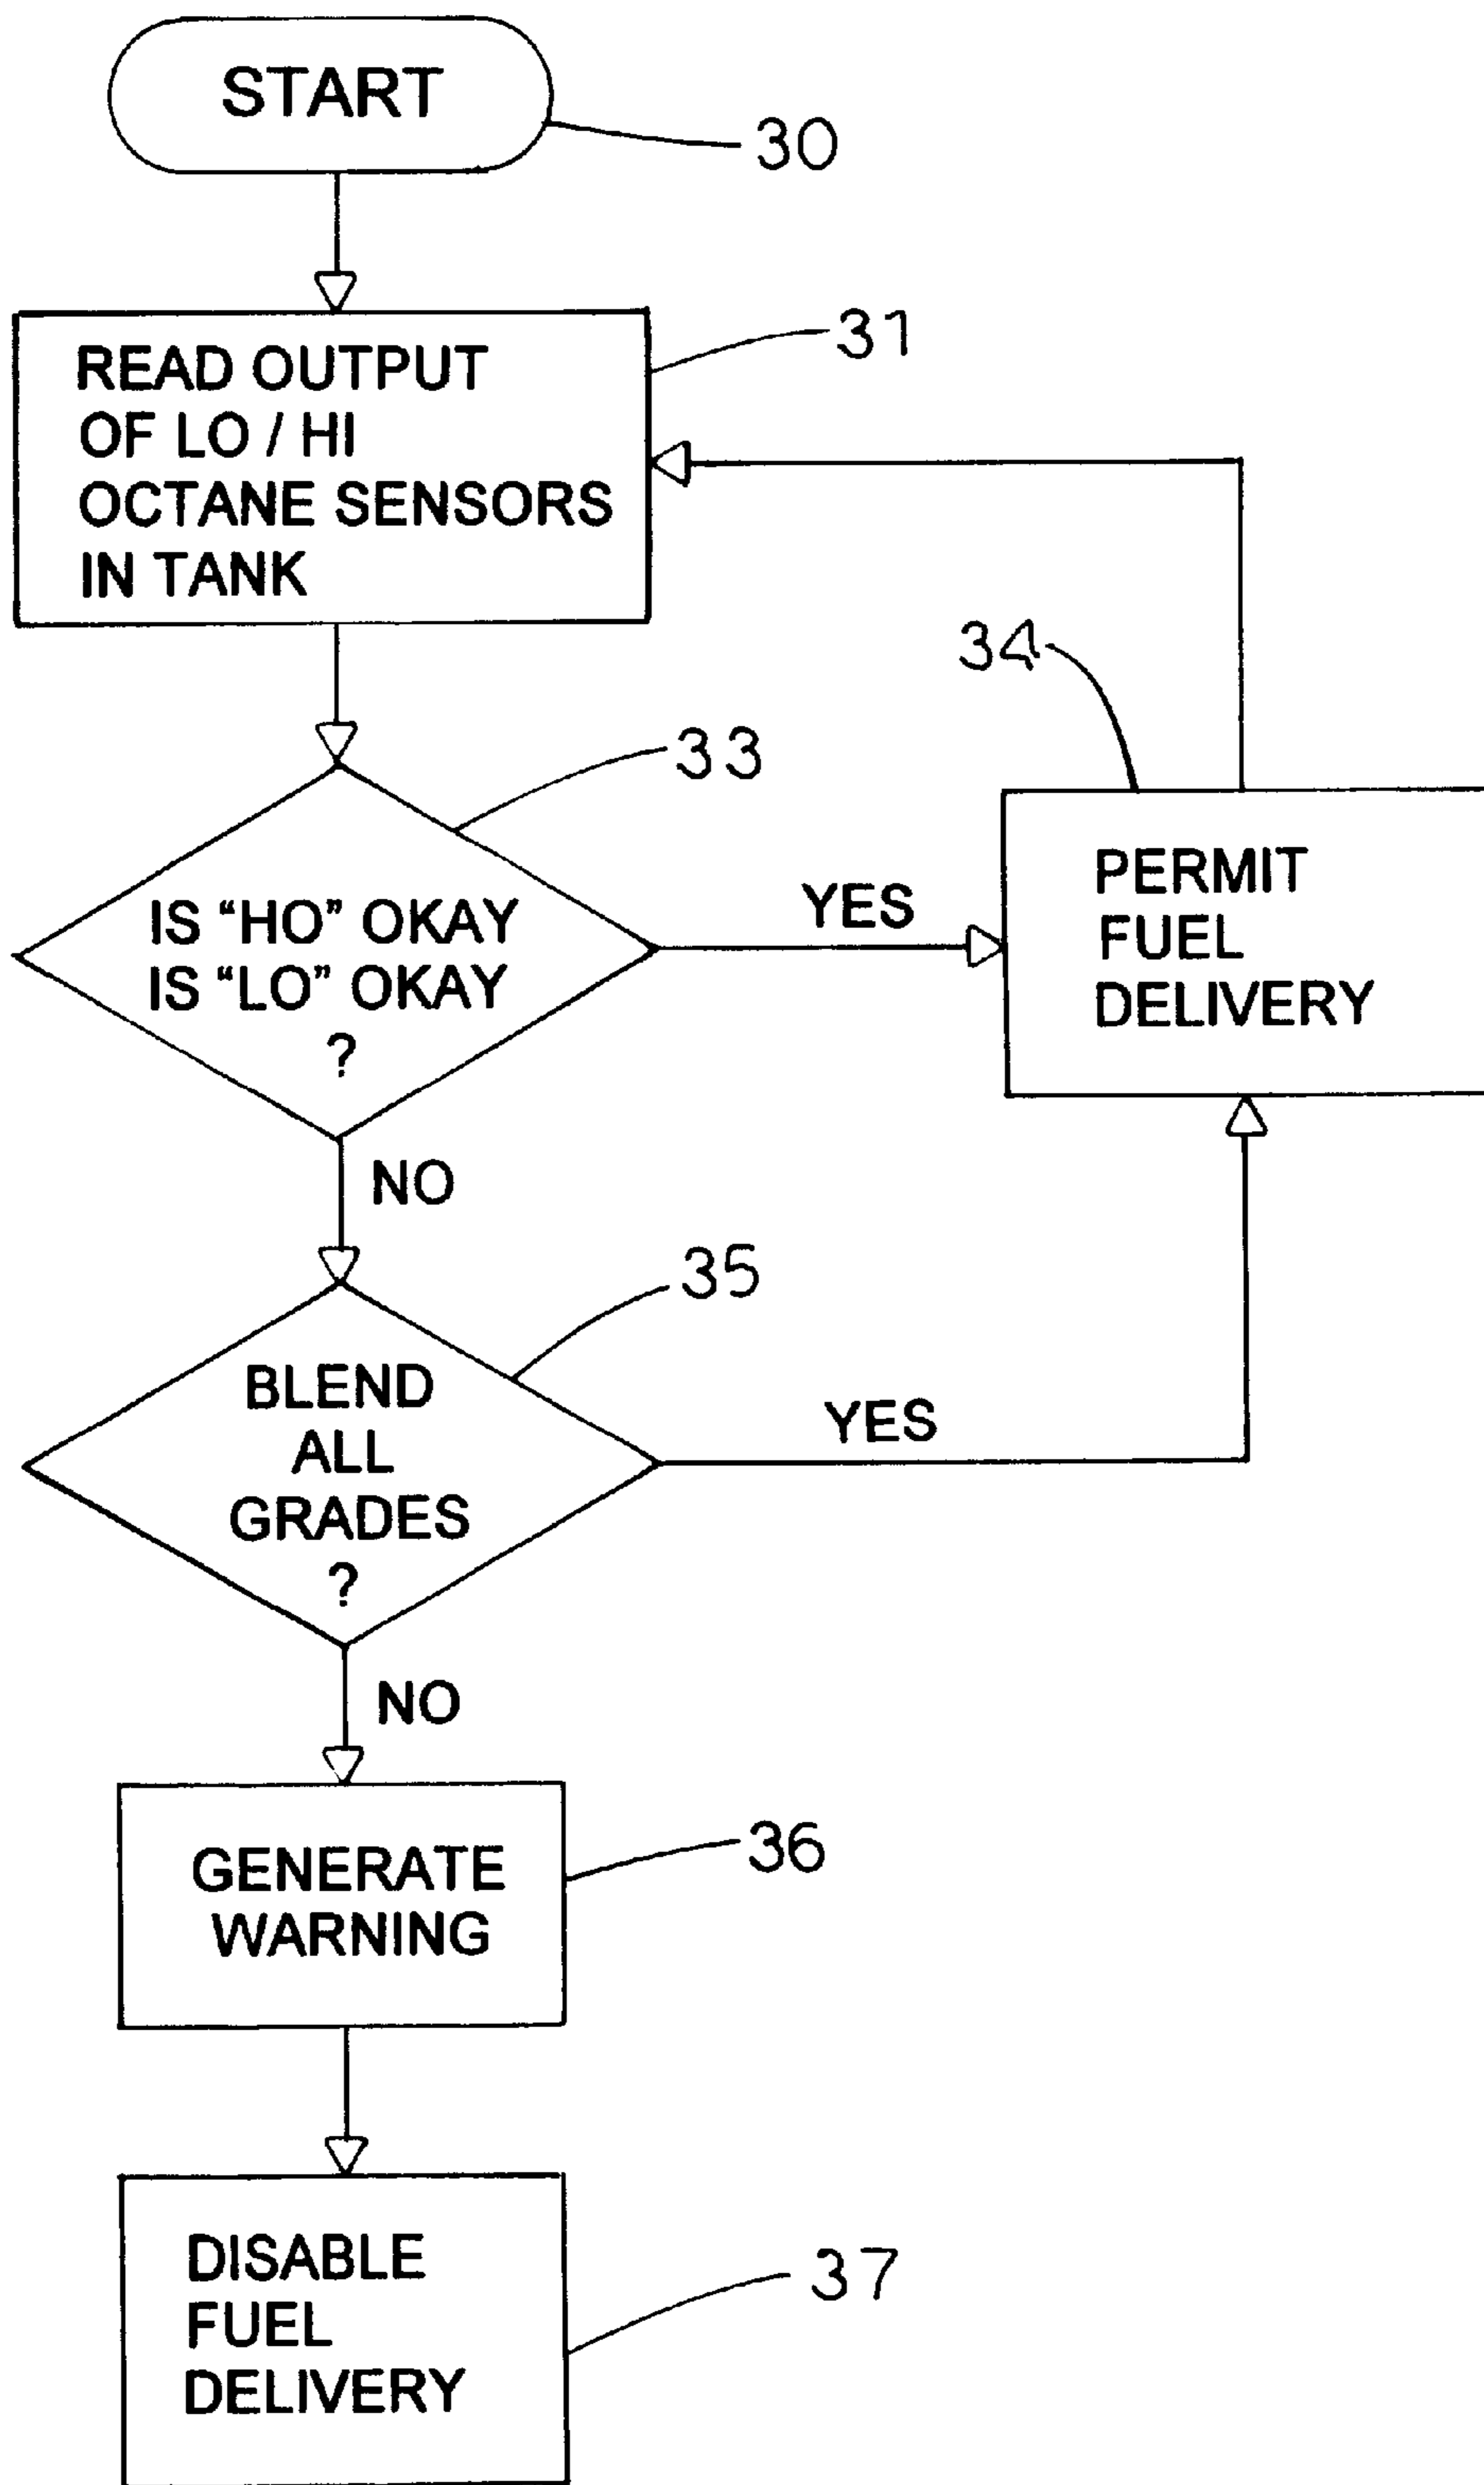 START
30
READ OUTPUT
OF LO / HI
OCTANE SENSORS
IN TANK
31
34
33
IS “HO” OKAY
IS “LO” OKAY
?
YES
PERMIT
FUEL
DELIVERY
NO
35
BLEND
ALL
GRADES
?
YES
NO
GENERATE
WARNING
36
DISABLE
FUEL
DELIVERY
37